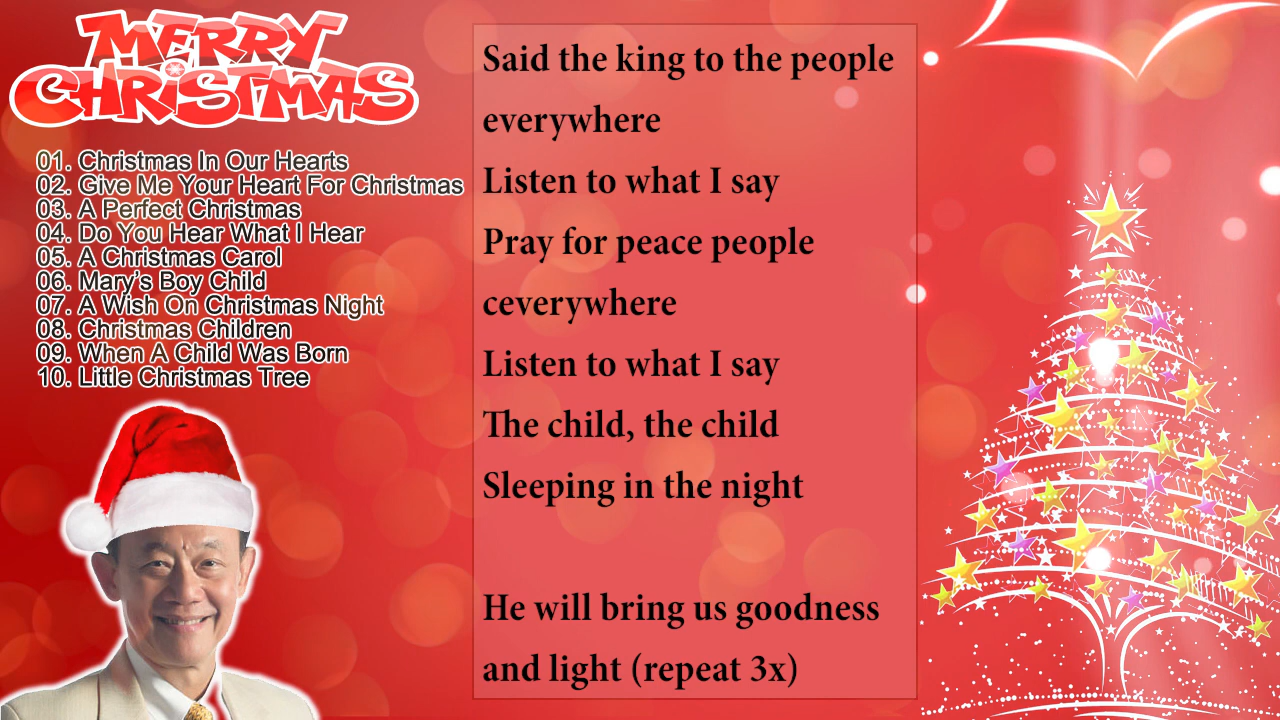 MERRY
CHRISTMAS
01. Christmas In Our Hearts
02. Give Me Your Heart For Christmas
03. A Perfect Christmas
04. Do You Hear What I Hear
05. A Christmas Carol
06. Mary's Boy Child
07. A Wish On Christmas Night
08. Christmas Children
09. When A Child Was Born
10. Little Christmas Tree
Said the king to the people
everywhere
Listen to what I say
Pray for peace people
ceverywhere
Listen to what I say
The child, the child
Sleeping in the night
He will bring us goodness
and light (repeat 3x)